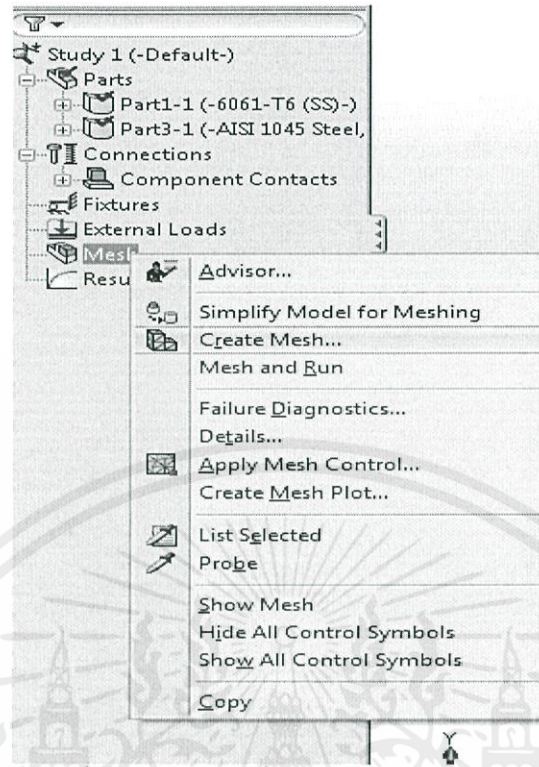 Study 1 (-Default-)
Parts
Part1-1 (-6061-T6 (SS)-)
Part3-1 (-AISI 1045 Steel,
Connections
Component Contacts
Fixtures
External Loads
Mesh
Resu
Advisor...
Simplify Model for Meshing
Create Mesh...
Mesh and Run
Failure Diagnostics...
Details...
Apply Mesh Control...
Create Mesh Plot...
List Selected
Probe
Show Mesh
Hide All Control Symbols
Show All Control Symbols
Copy
Y